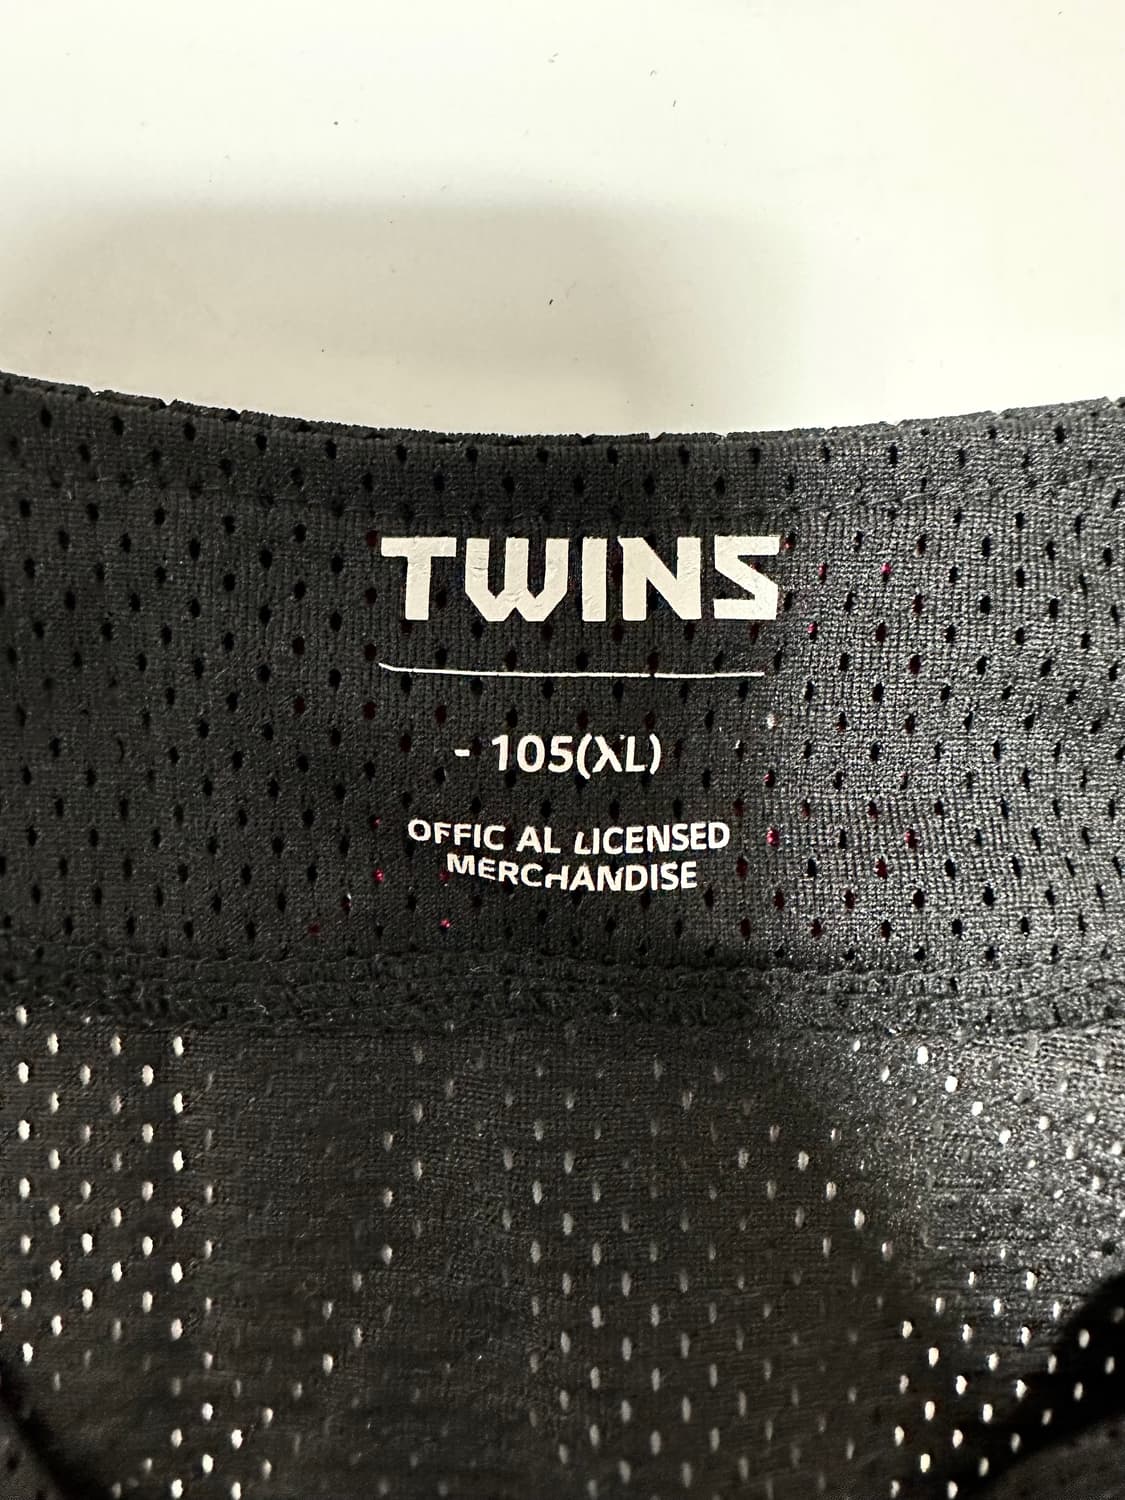 TWINS
- 105(XL)
OFFIC AL LICENSED
MERCHANDISE